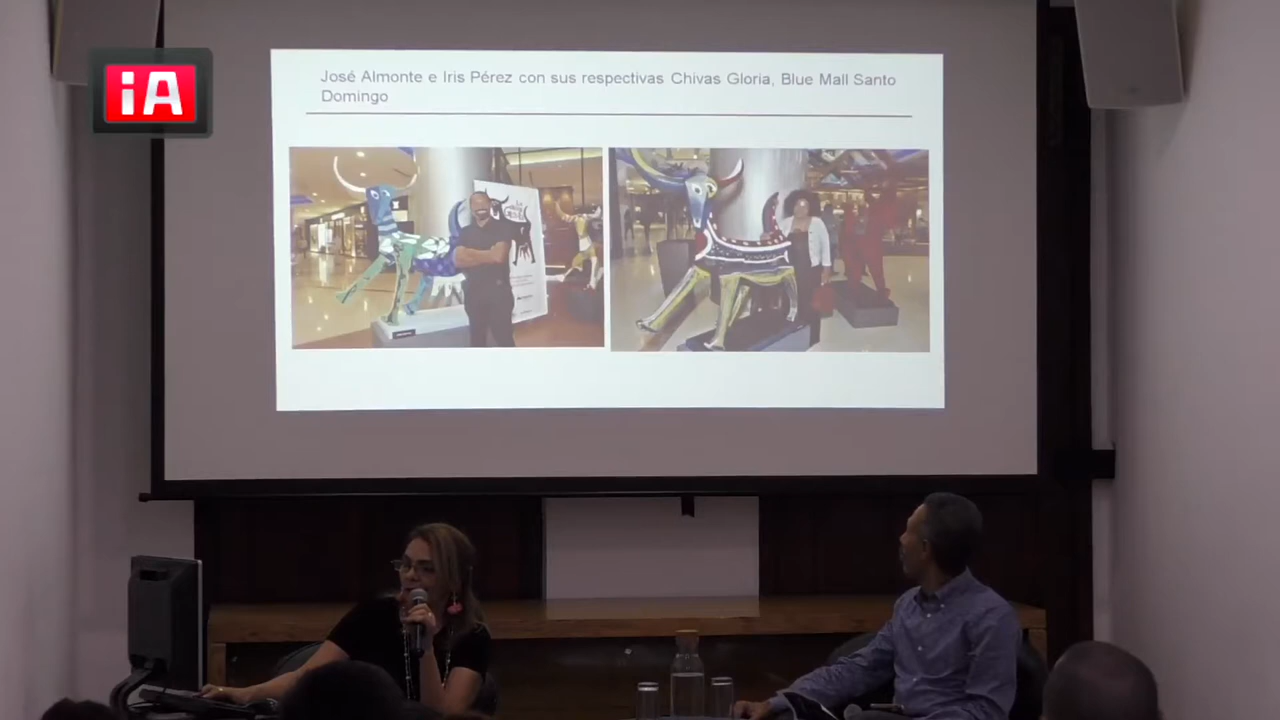 iA
José Almonte e Iris Pérez con sus respectivas Chivas Gloria, Blue Mall Santo
Domingo